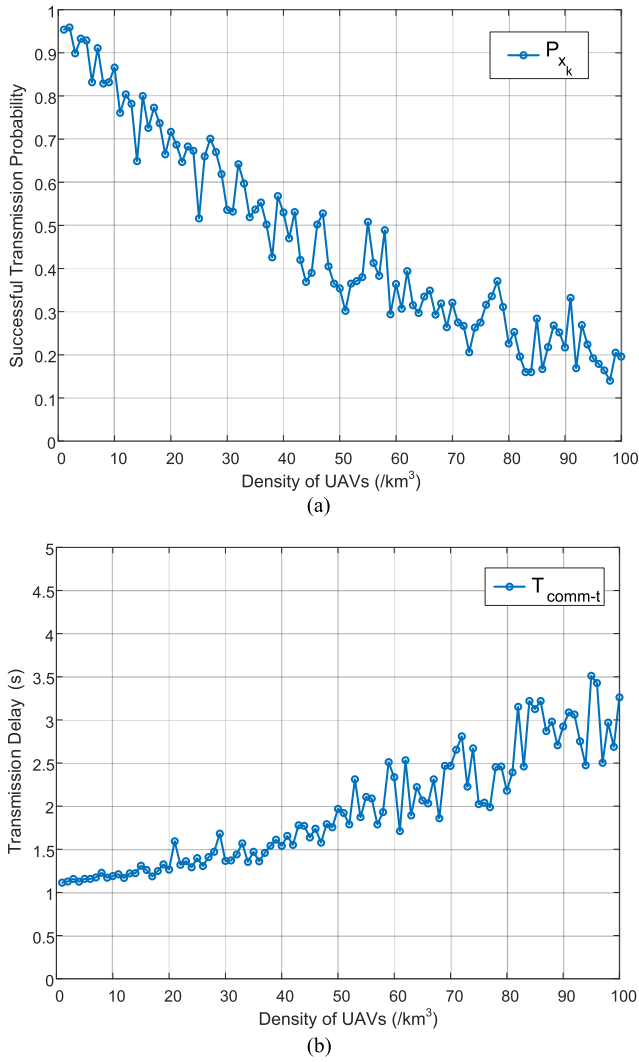 1
0.9
0.8
0.7
0.6
0.5
0.4
0.3
0.2
0.1
0
Successful Transmission Probability
P_{x_k}
0 10 20 30 40 50 60 70 80 90 100
Density of UAVs (/km³)
(a)
5
4.5
4
3.5
3
2.5
2
1.5
1
0.5
0
Transmission Delay (s)
T_{comm-t}
0 10 20 30 40 50 60 70 80 90 100
Density of UAVs (/km³)
(b)